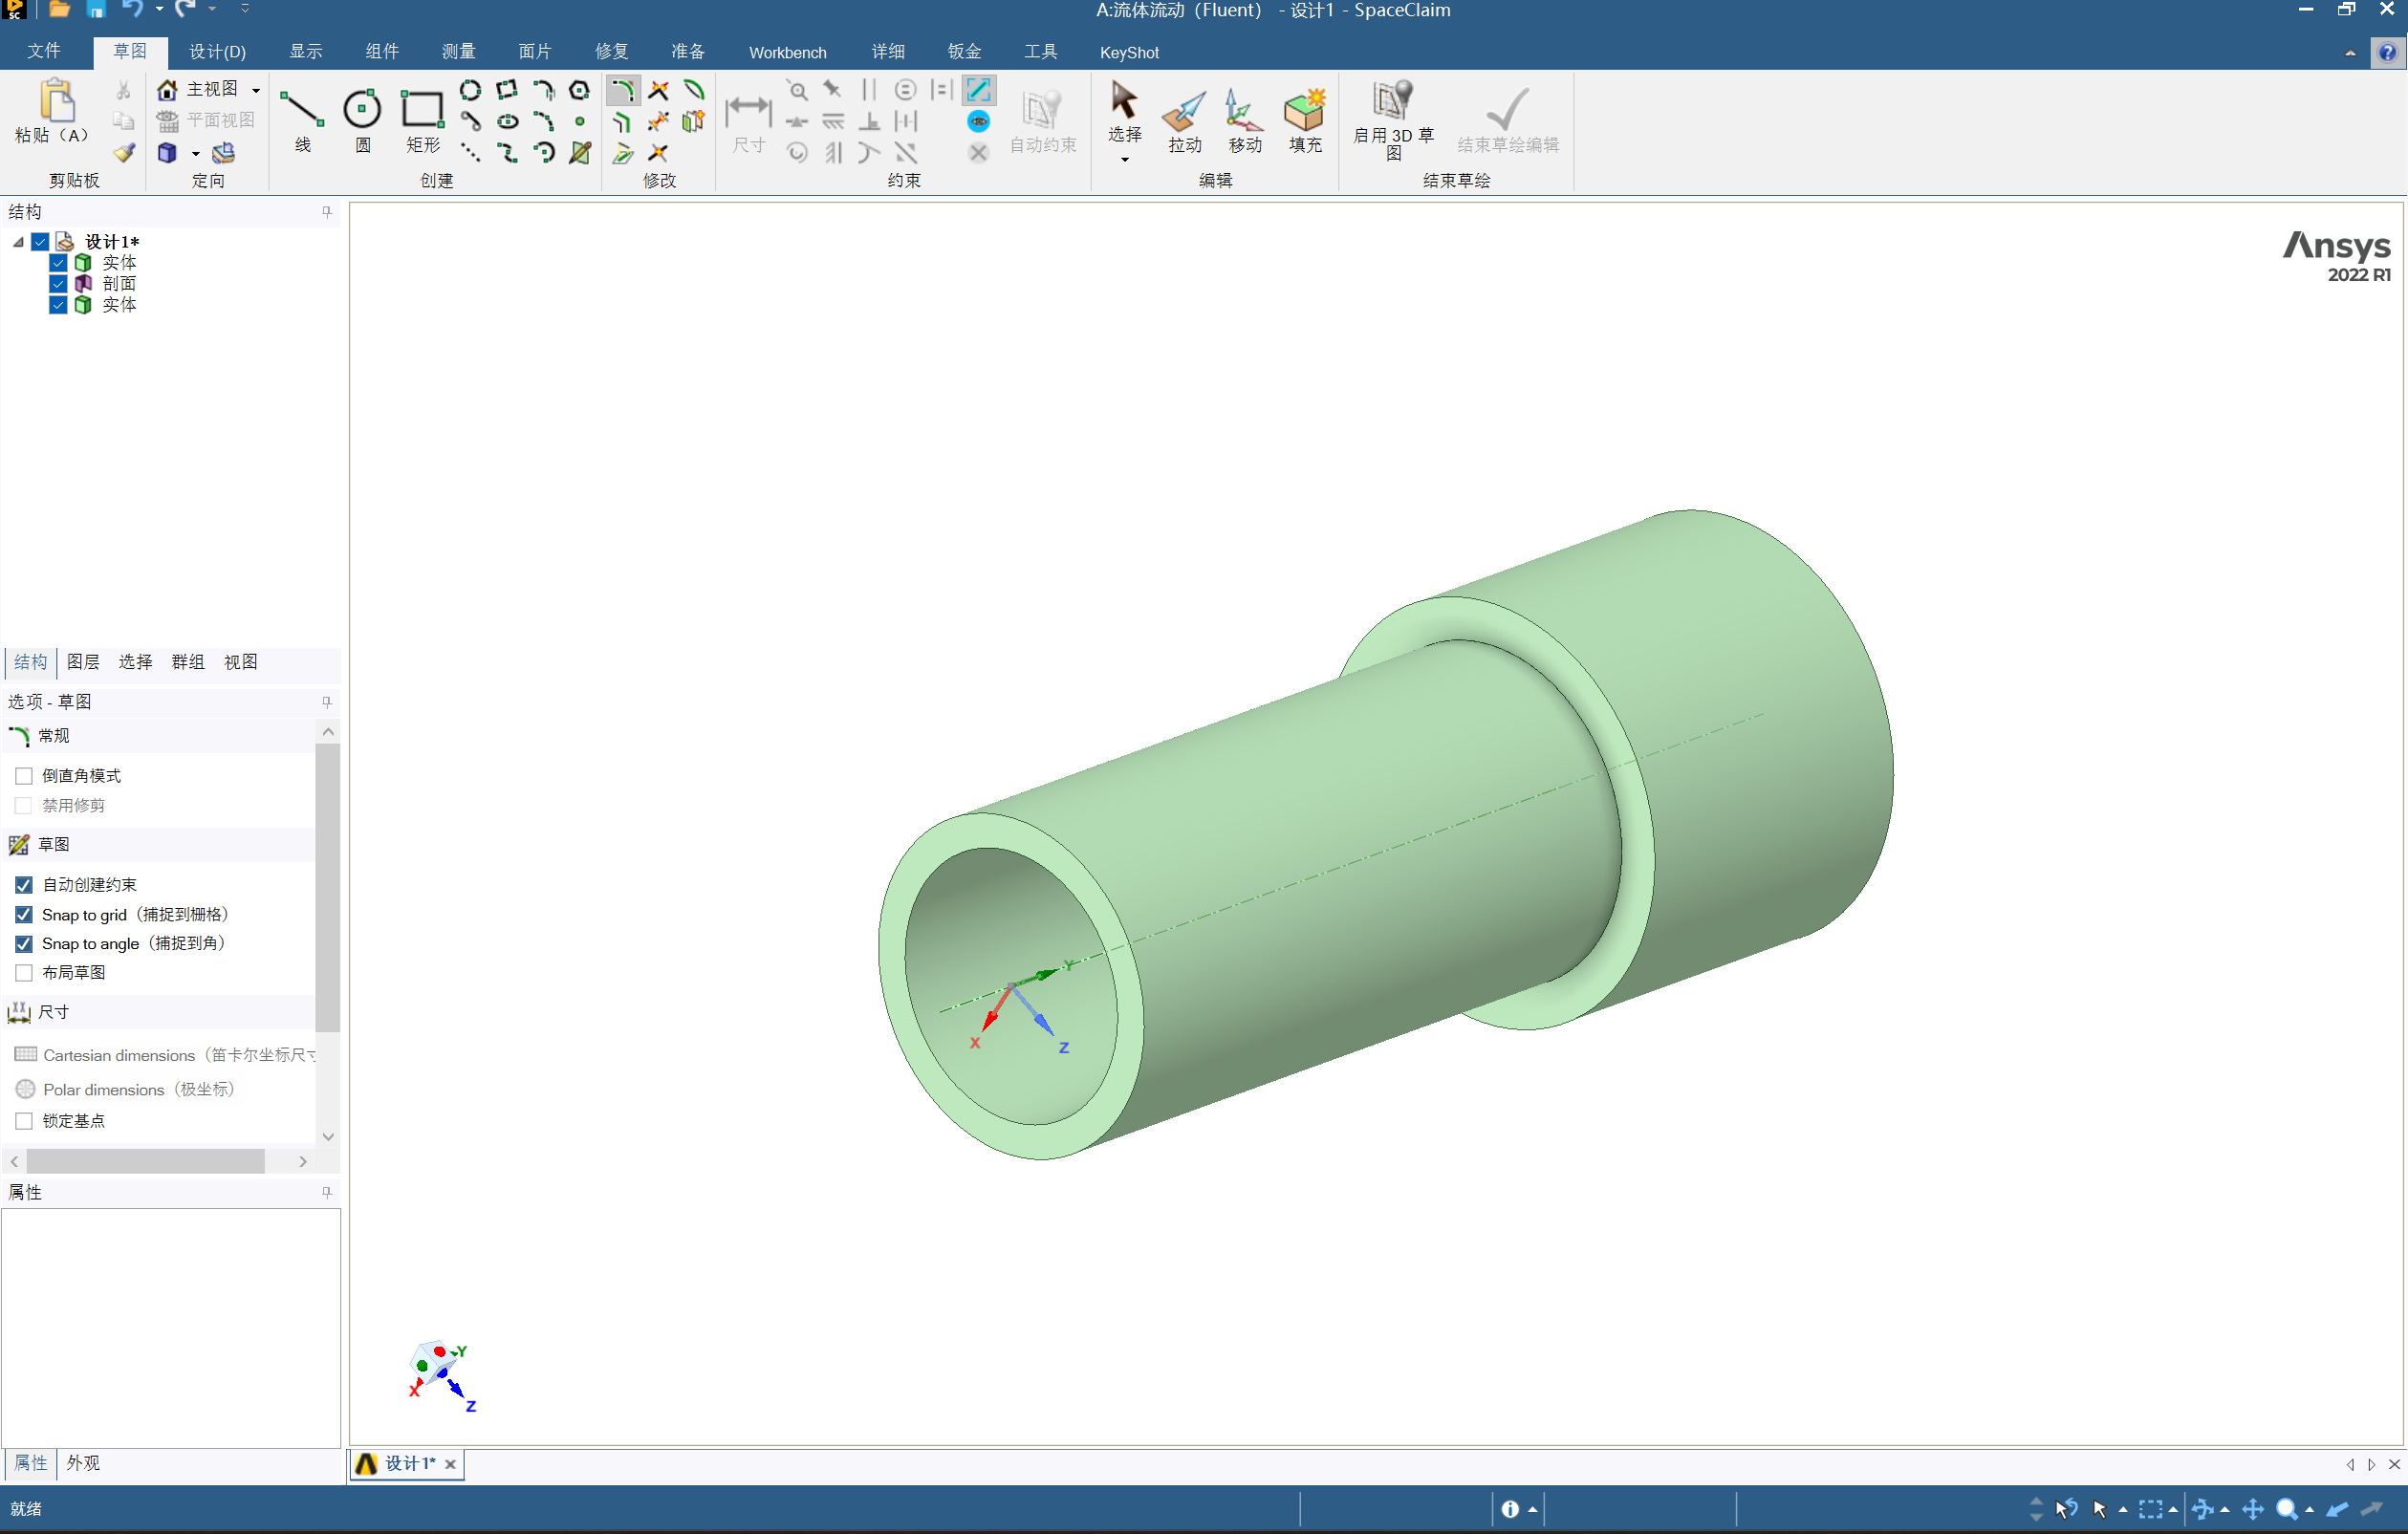 A:流体流动（Fluent） - 设计1 - SpaceClaim
文件 草图 设计(D) 显示 组件 测量 面片 修复 准备 Workbench 详细 钣金 工具 KeyShot
粘贴（A）
剪贴板
主视图
平面视图
定向
线 圆 矩形
创建
修改
尺寸
自动约束
约束
选择 拉动 移动 填充
编辑
启用 3D 草
图
结束草绘编辑
结束草绘
结构
设计1*
实体
剖面
实体
结构 图层 选择 群组 视图
选项 - 草图
常规
倒直角模式
禁用修剪
草图
自动创建约束
Snap to grid（捕捉到栅格）
Snap to angle（捕捉到角）
布局草图
尺寸
Cartesian dimensions（笛卡尔坐标尺寸
Polar dimensions（极坐标）
锁定基点
属性
属性 外观
Ansys
2022 R1
Y
X
Z
Y
X
Z
设计1*
就绪